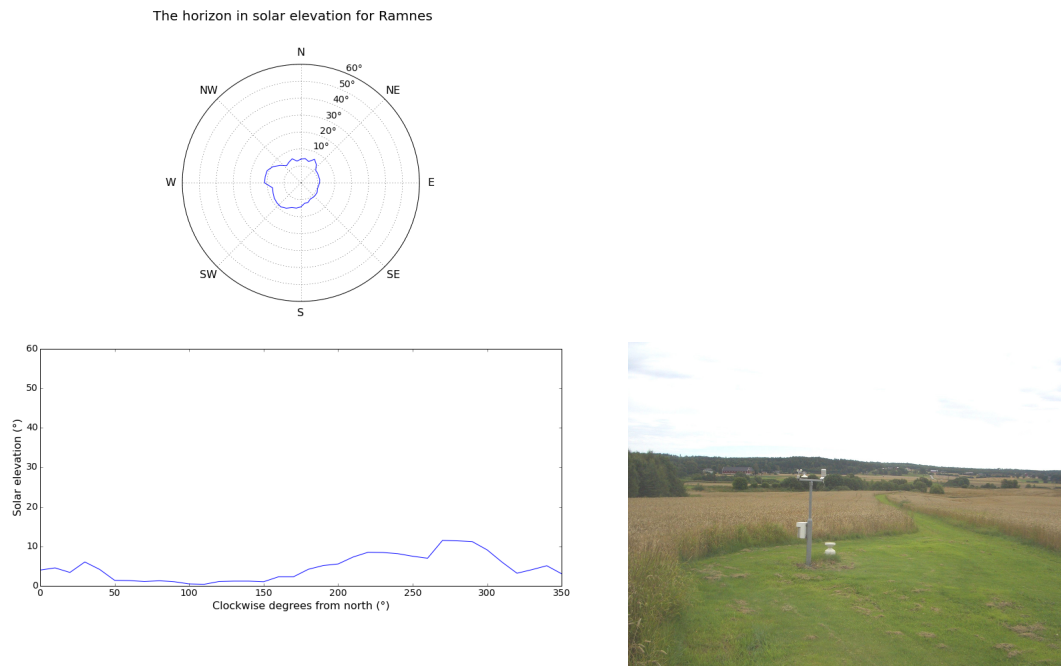 The horizon in solar elevation for Ramnes
N
60°
NW
50°
NE
40°
30°
20°
10°
W
E
SW
SE
S
60
50
40
30
20
10
0
Solar elevation (°)
0
50
100
150
200
250
300
350
Clockwise degrees from north (°)